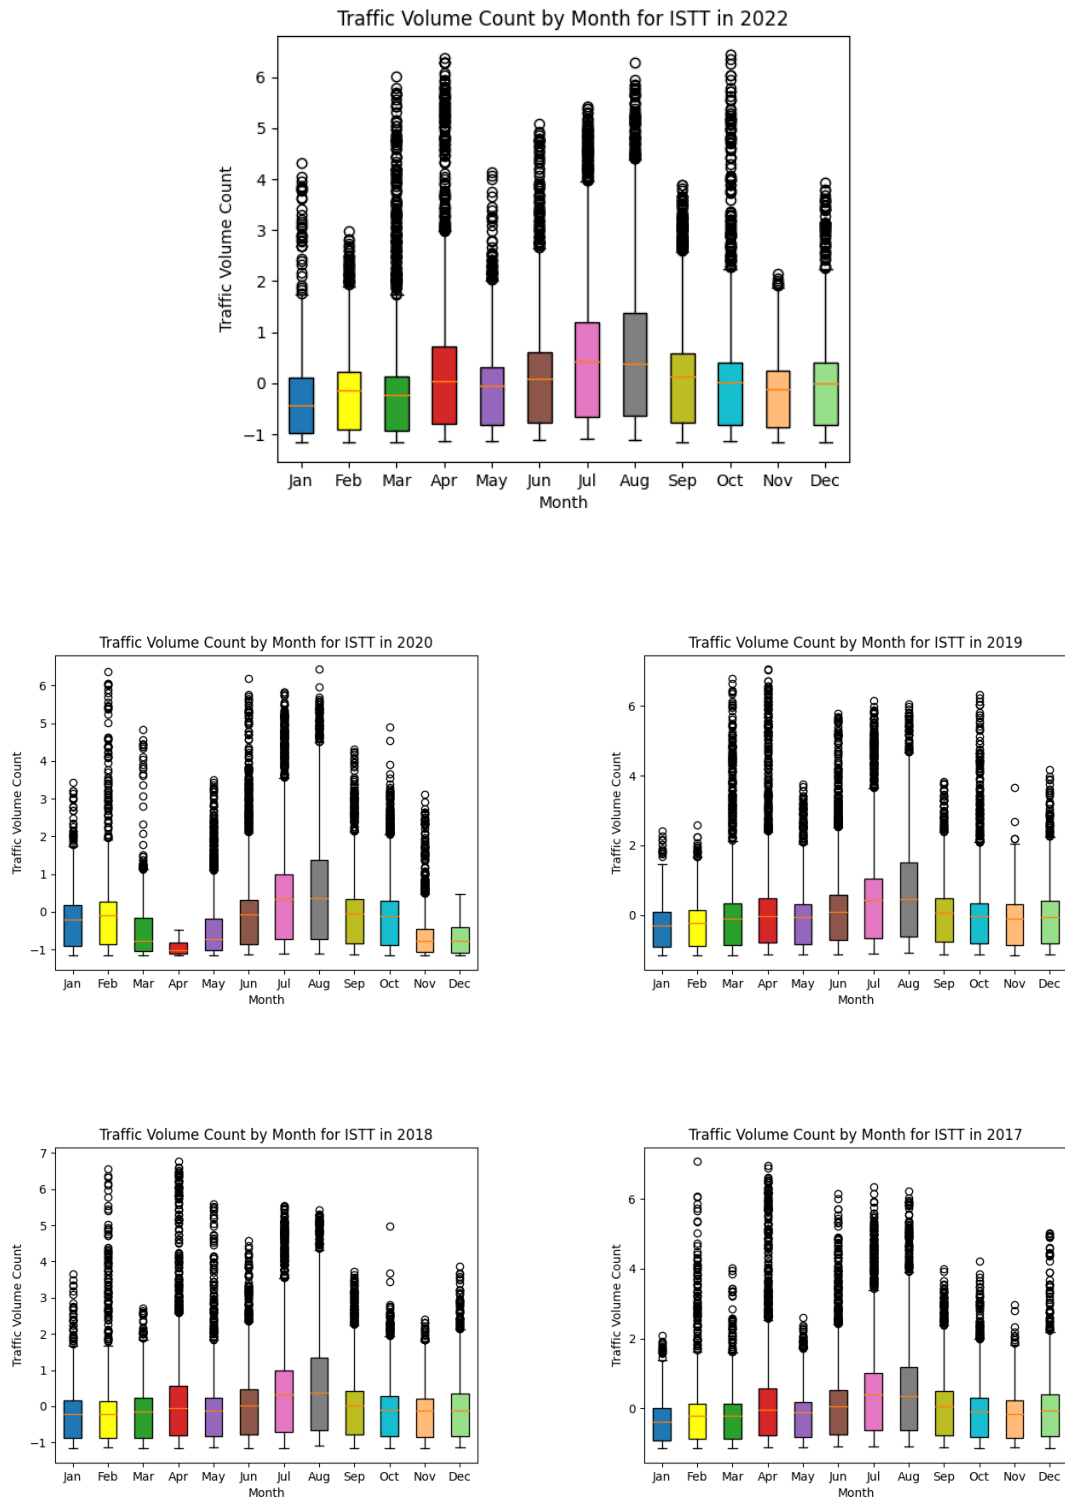 Traffic Volume Count by Month for ISTT in 2022
Traffic Volume Count
6
5
4
3
2
1
0
−1
Jan Feb Mar Apr May Jun Jul Aug Sep Oct Nov Dec
Month
Traffic Volume Count by Month for ISTT in 2020
Traffic Volume Count
6
5
4
3
2
1
0
−1
Jan Feb Mar Apr May Jun Jul Aug Sep Oct Nov Dec
Month
Traffic Volume Count by Month for ISTT in 2019
Traffic Volume Count
6
4
2
0
Jan Feb Mar Apr May Jun Jul Aug Sep Oct Nov Dec
Month
Traffic Volume Count by Month for ISTT in 2018
Traffic Volume Count
7
6
5
4
3
2
1
0
−1
Jan Feb Mar Apr May Jun Jul Aug Sep Oct Nov Dec
Month
Traffic Volume Count by Month for ISTT in 2017
Traffic Volume Count
6
4
2
0
Jan Feb Mar Apr May Jun Jul Aug Sep Oct Nov Dec
Month